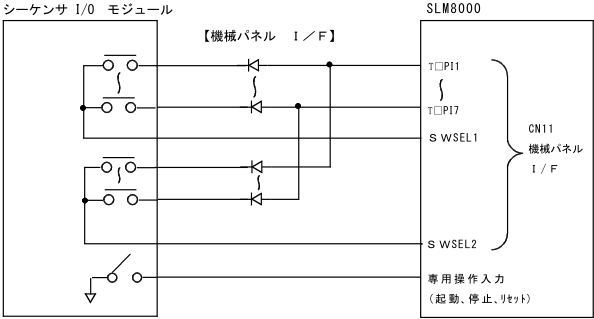 シーケンサ I/O モジュール
SLM8000
【機械パネル I/F】
T□PI1
T□PI7
SWSEL1
CN11
機械パネル
I/F
SWSEL2
専用操作入力
(起動、停止、ﾘｾｯﾄ)